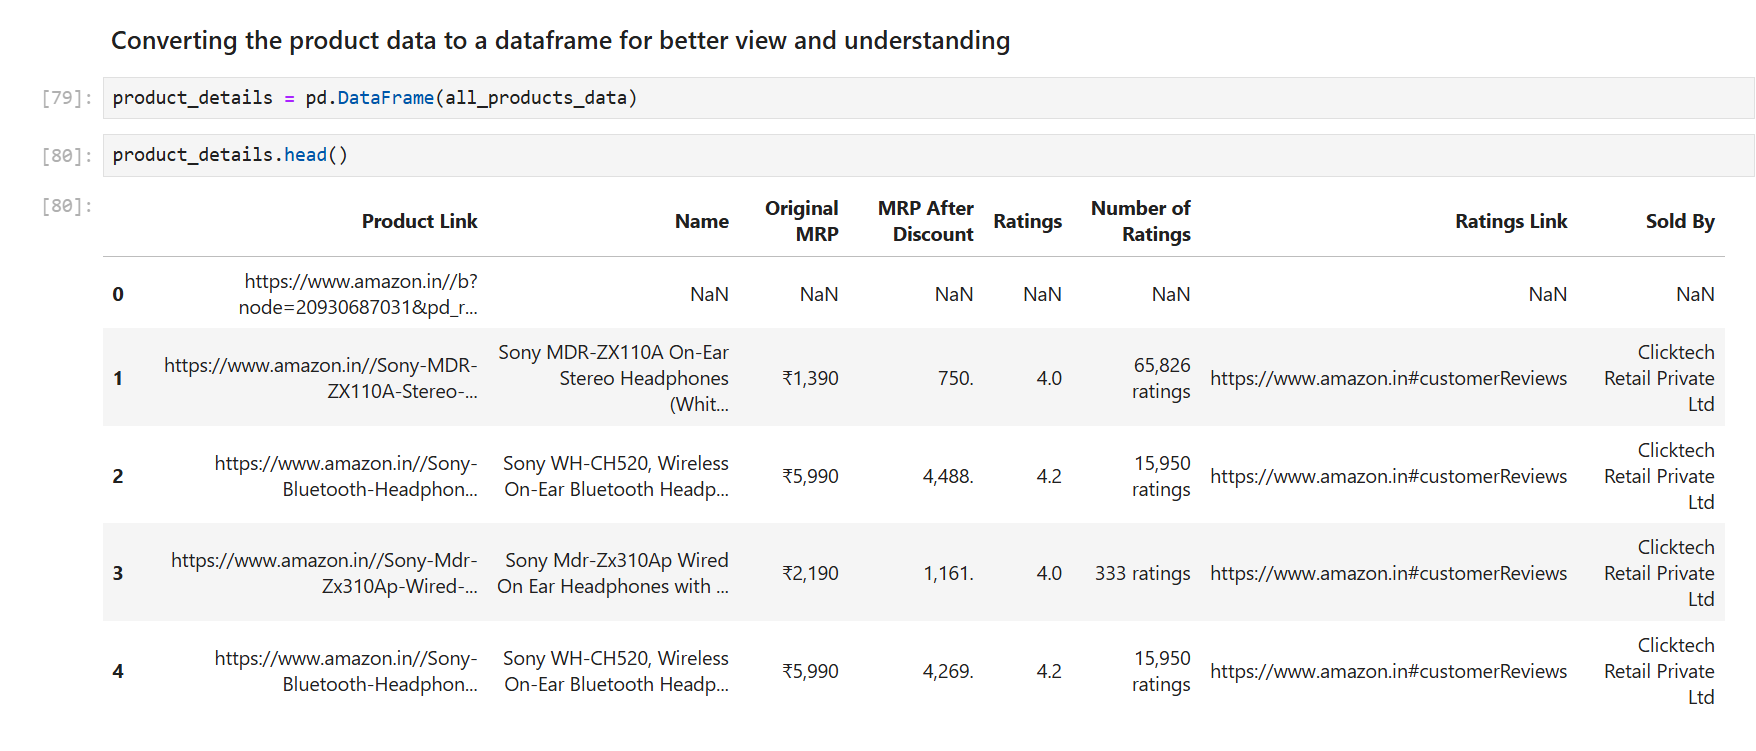 Converting the product data to a dataframe for better view and understanding
[79]: product_details = pd.DataFrame(all_products_data)
[80]: product_details.head()
[80]:
Product Link Name Original MRP MRP After Discount Ratings Number of Ratings Ratings Link Sold By
0 https://www.amazon.in//b?node=20930687031&pd_r... NaN NaN NaN NaN NaN NaN NaN
1 https://www.amazon.in//Sony-MDR-ZX110A-Stereo-... Sony MDR-ZX110A On-Ear Stereo Headphones (Whit... ₹1,390 750. 4.0 65,826 ratings https://www.amazon.in#customerReviews Clicktech Retail Private Ltd
2 https://www.amazon.in//Sony-Bluetooth-Headphon... Sony WH-CH520, Wireless On-Ear Bluetooth Headp... ₹5,990 4,488. 4.2 15,950 ratings https://www.amazon.in#customerReviews Clicktech Retail Private Ltd
3 https://www.amazon.in//Sony-Mdr-Zx310Ap-Wired-... Sony Mdr-Zx310Ap Wired On Ear Headphones with ... ₹2,190 1,161. 4.0 333 ratings https://www.amazon.in#customerReviews Clicktech Retail Private Ltd
4 https://www.amazon.in//Sony-Bluetooth-Headphon... Sony WH-CH520, Wireless On-Ear Bluetooth Headp... ₹5,990 4,269. 4.2 15,950 ratings https://www.amazon.in#customerReviews Clicktech Retail Private Ltd